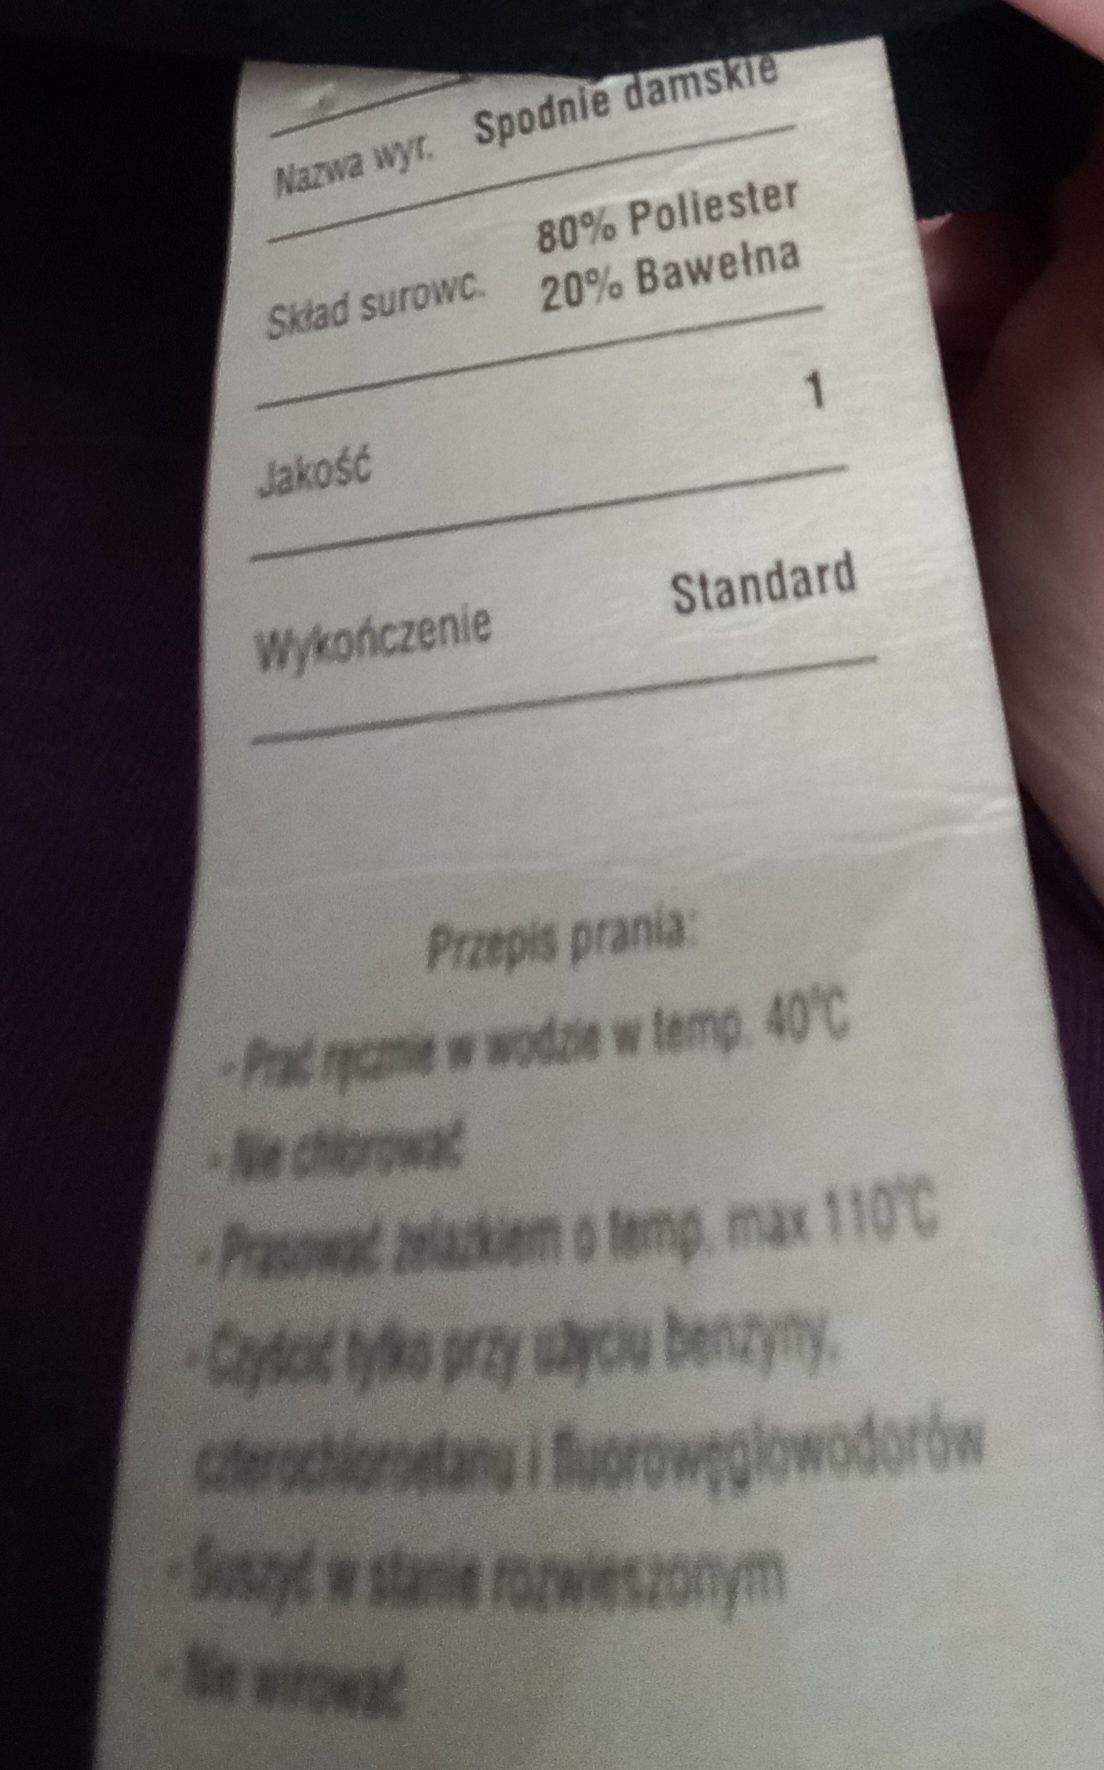 Nazwa wyr. Spodnie damskie
Skład surowc. 80% Poliester
20% Bawełna
Jakość 1
Wykończenie Standard
Przepis prania:
- Prać ręcznie w wodzie w temp. 40°C
- Nie chlorować
- Prasować żelazkiem o temp. max 110°C
- Czyścić tylko przy użyciu benzyny,
czterochloroetanu i fluorowęglowodorów
- Suszyć w stanie rozwieszonym
- Nie wirować